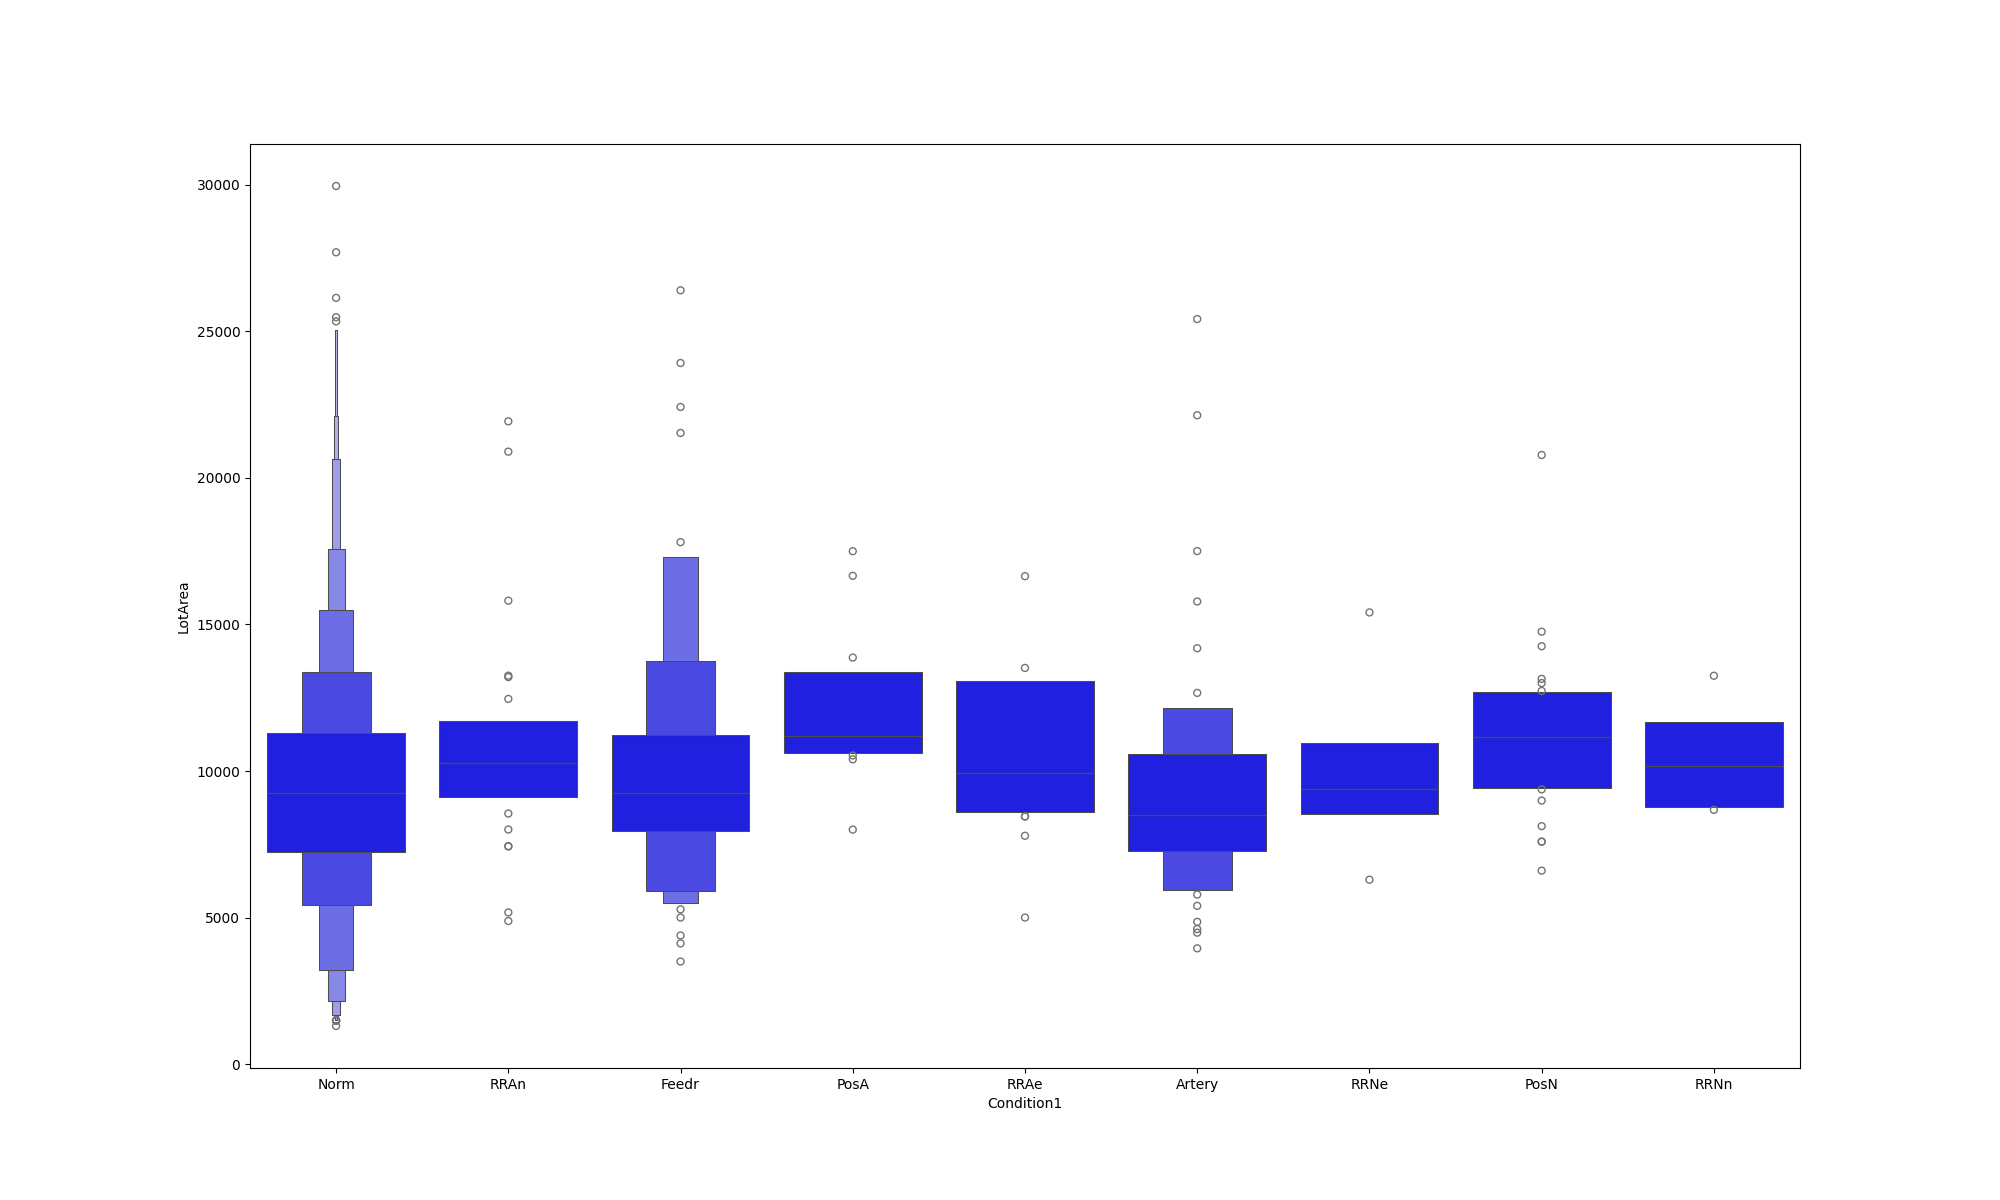 30000
25000
20000
15000
10000
5000
0
LotArea
Norm RRAn Feedr PosA RRAe Artery RRNe PosN RRNn
Condition1